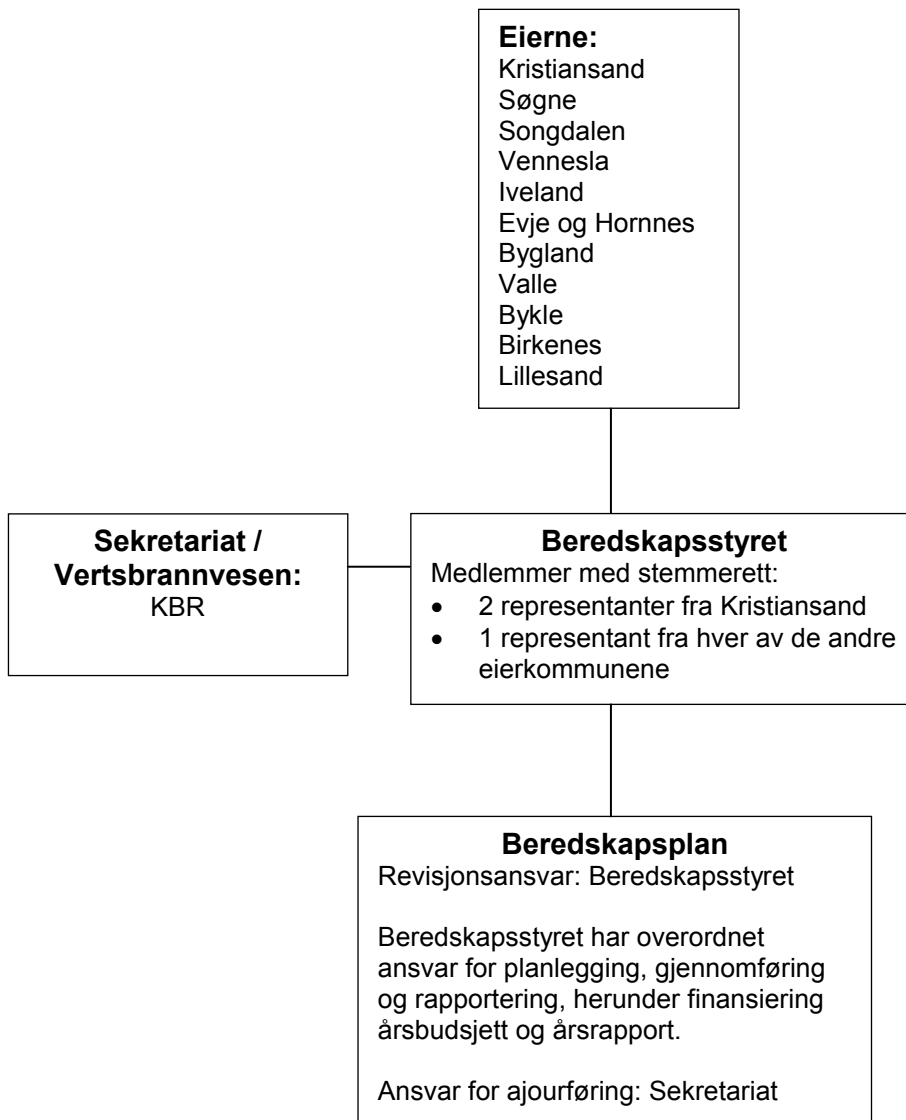 Eierne:
Kristiansand
Søgne
Songdalen
Vennesla
Iveland
Evje og Hornnes
Bygland
Valle
Bykle
Birkenes
Lillesand
Sekretariat /
Vertsbrannvesen:
KBR
Beredskapsstyret
Medlemmer med stemmerett:
• 2 representanter fra Kristiansand
• 1 representant fra hver av de andre
eierkommunene
Beredskapsplan
Revisjonsansvar: Beredskapsstyret
Beredskapsstyret har overordnet
ansvar for planlegging, gjennomføring
og rapportering, herunder finansiering
årsbudsjett og årsrapport.
Ansvar for ajourføring: Sekretariat